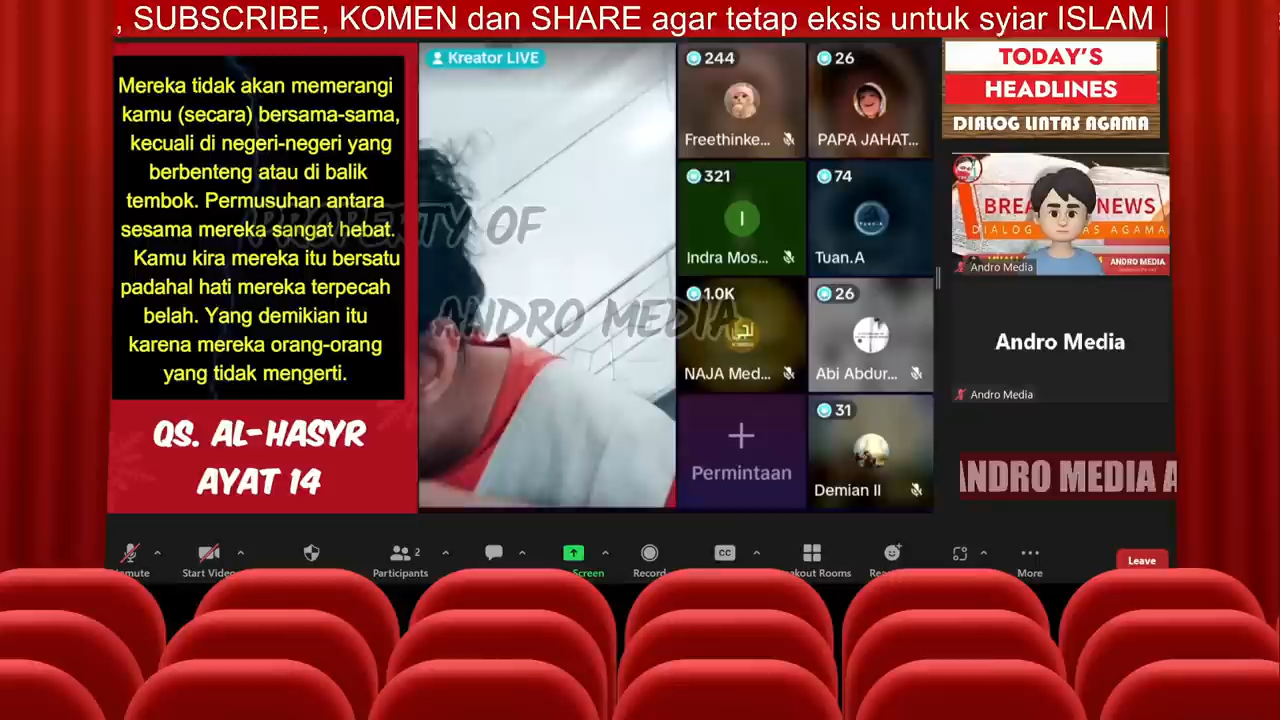 , SUBSCRIBE, KOMEN dan SHARE agar tetap eksis untuk syiar ISLAM |
Mereka tidak akan memerangi
kamu (secara) bersama-sama,
kecuali di negeri-negeri yang
berbenteng atau di balik
tembok. Permusuhan antara
sesama mereka sangat hebat.
Kamu kira mereka itu bersatu
padahal hati mereka terpecah
belah. Yang demikian itu
karena mereka orang-orang
yang tidak mengerti.
QS. AL-HASYR
AYAT 14
Kreator LIVE
PROPERTY OF
ANDRO MEDIA
244
Freethinke...
26
PAPA JAHAT...
321
I
Indra Mos...
74
Tuan.A
1.0K
NAJA Med...
26
Abi Abdur...
+
Permintaan
31
Demian II
TODAY'S
HEADLINES
DIALOG LINTAS AGAMA
ANDRO MEDIA
Andro Media
Andro Media
Andro Media
ANDRO MEDIA A
Start Video
Participants
2
Screen
Record
CC
More
Leave